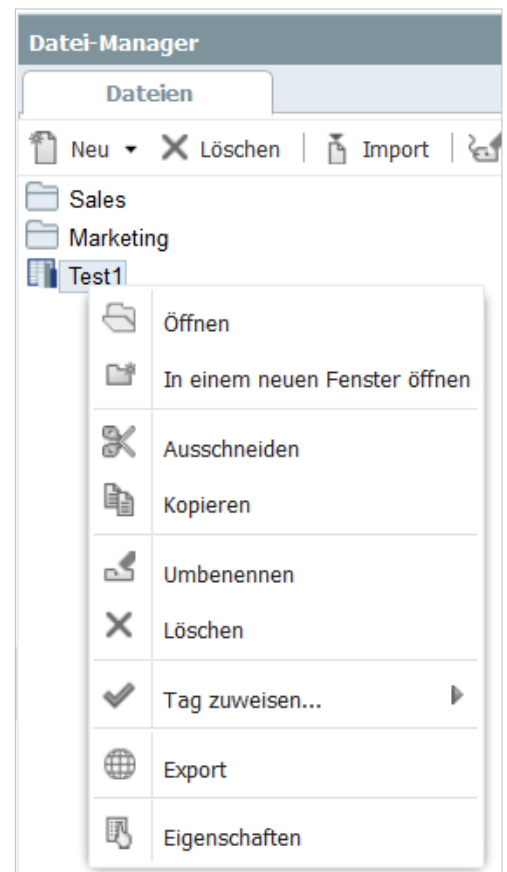 Datei-Manager
Dateien
Neu Löschen Import
Sales
Marketing
Test1
Öffnen
In einem neuen Fenster öffnen
Ausschneiden
Kopieren
Umbenennen
Löschen
Tag zuweisen...
Export
Eigenschaften